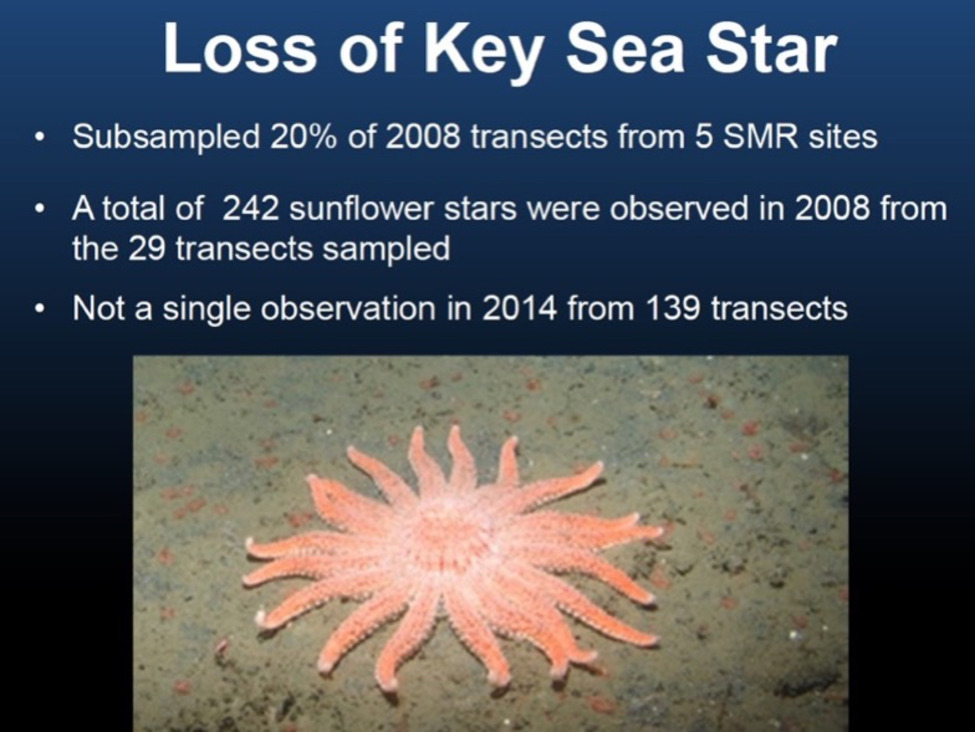 Loss of Key Sea Star
• Subsampled 20% of 2008 transects from 5 SMR sites
• A total of  242 sunflower stars were observed in 2008 from
the 29 transects sampled
• Not a single observation in 2014 from 139 transects